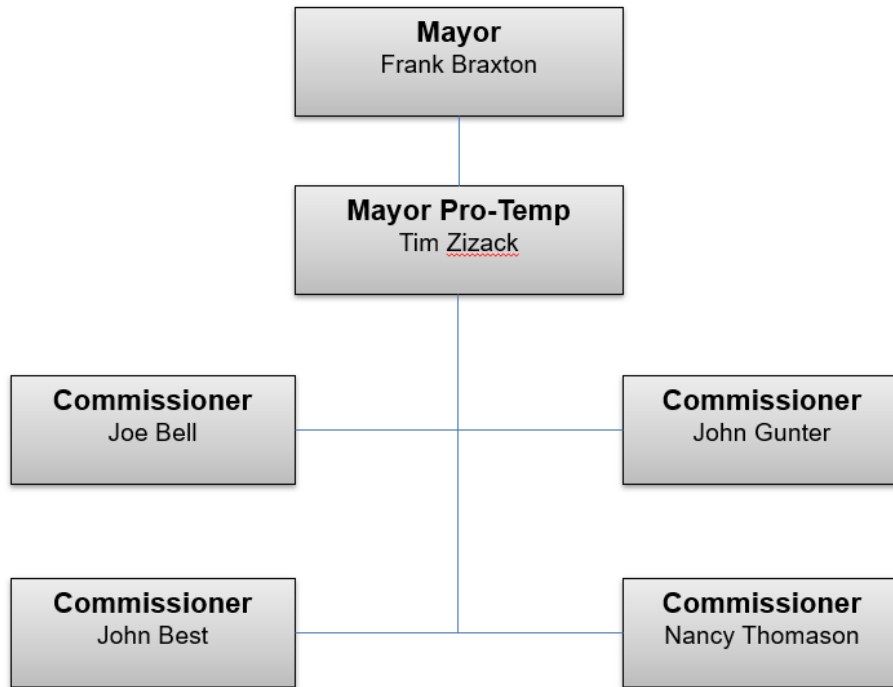 Mayor
Frank Braxton
Mayor Pro-Temp
Tim Zizack
Commissioner
Joe Bell
Commissioner
John Gunter
Commissioner
John Best
Commissioner
Nancy Thomason